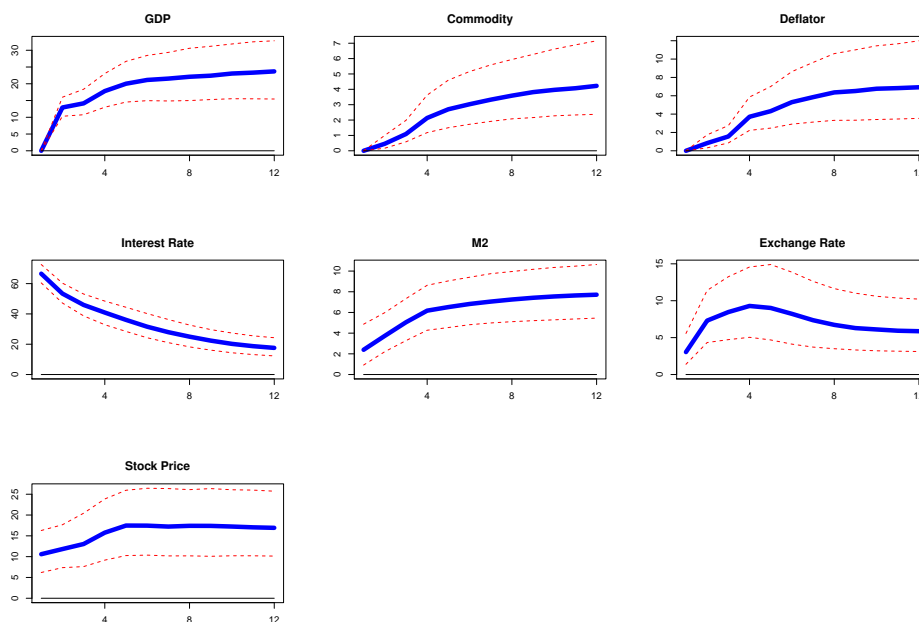 GDP
0 5 10 20 30
4 8 12
Commodity
0 1 2 3 4 5 6 7
4 8 12
Deflator
0 2 4 6 8 10
4 8 12
Interest Rate
0 20 40 60
4 8 12
M2
0 2 4 6 8 10
4 8 12
Exchange Rate
0 5 10 15
4 8 12
Stock Price
0 5 10 15 20 25
4 8 12